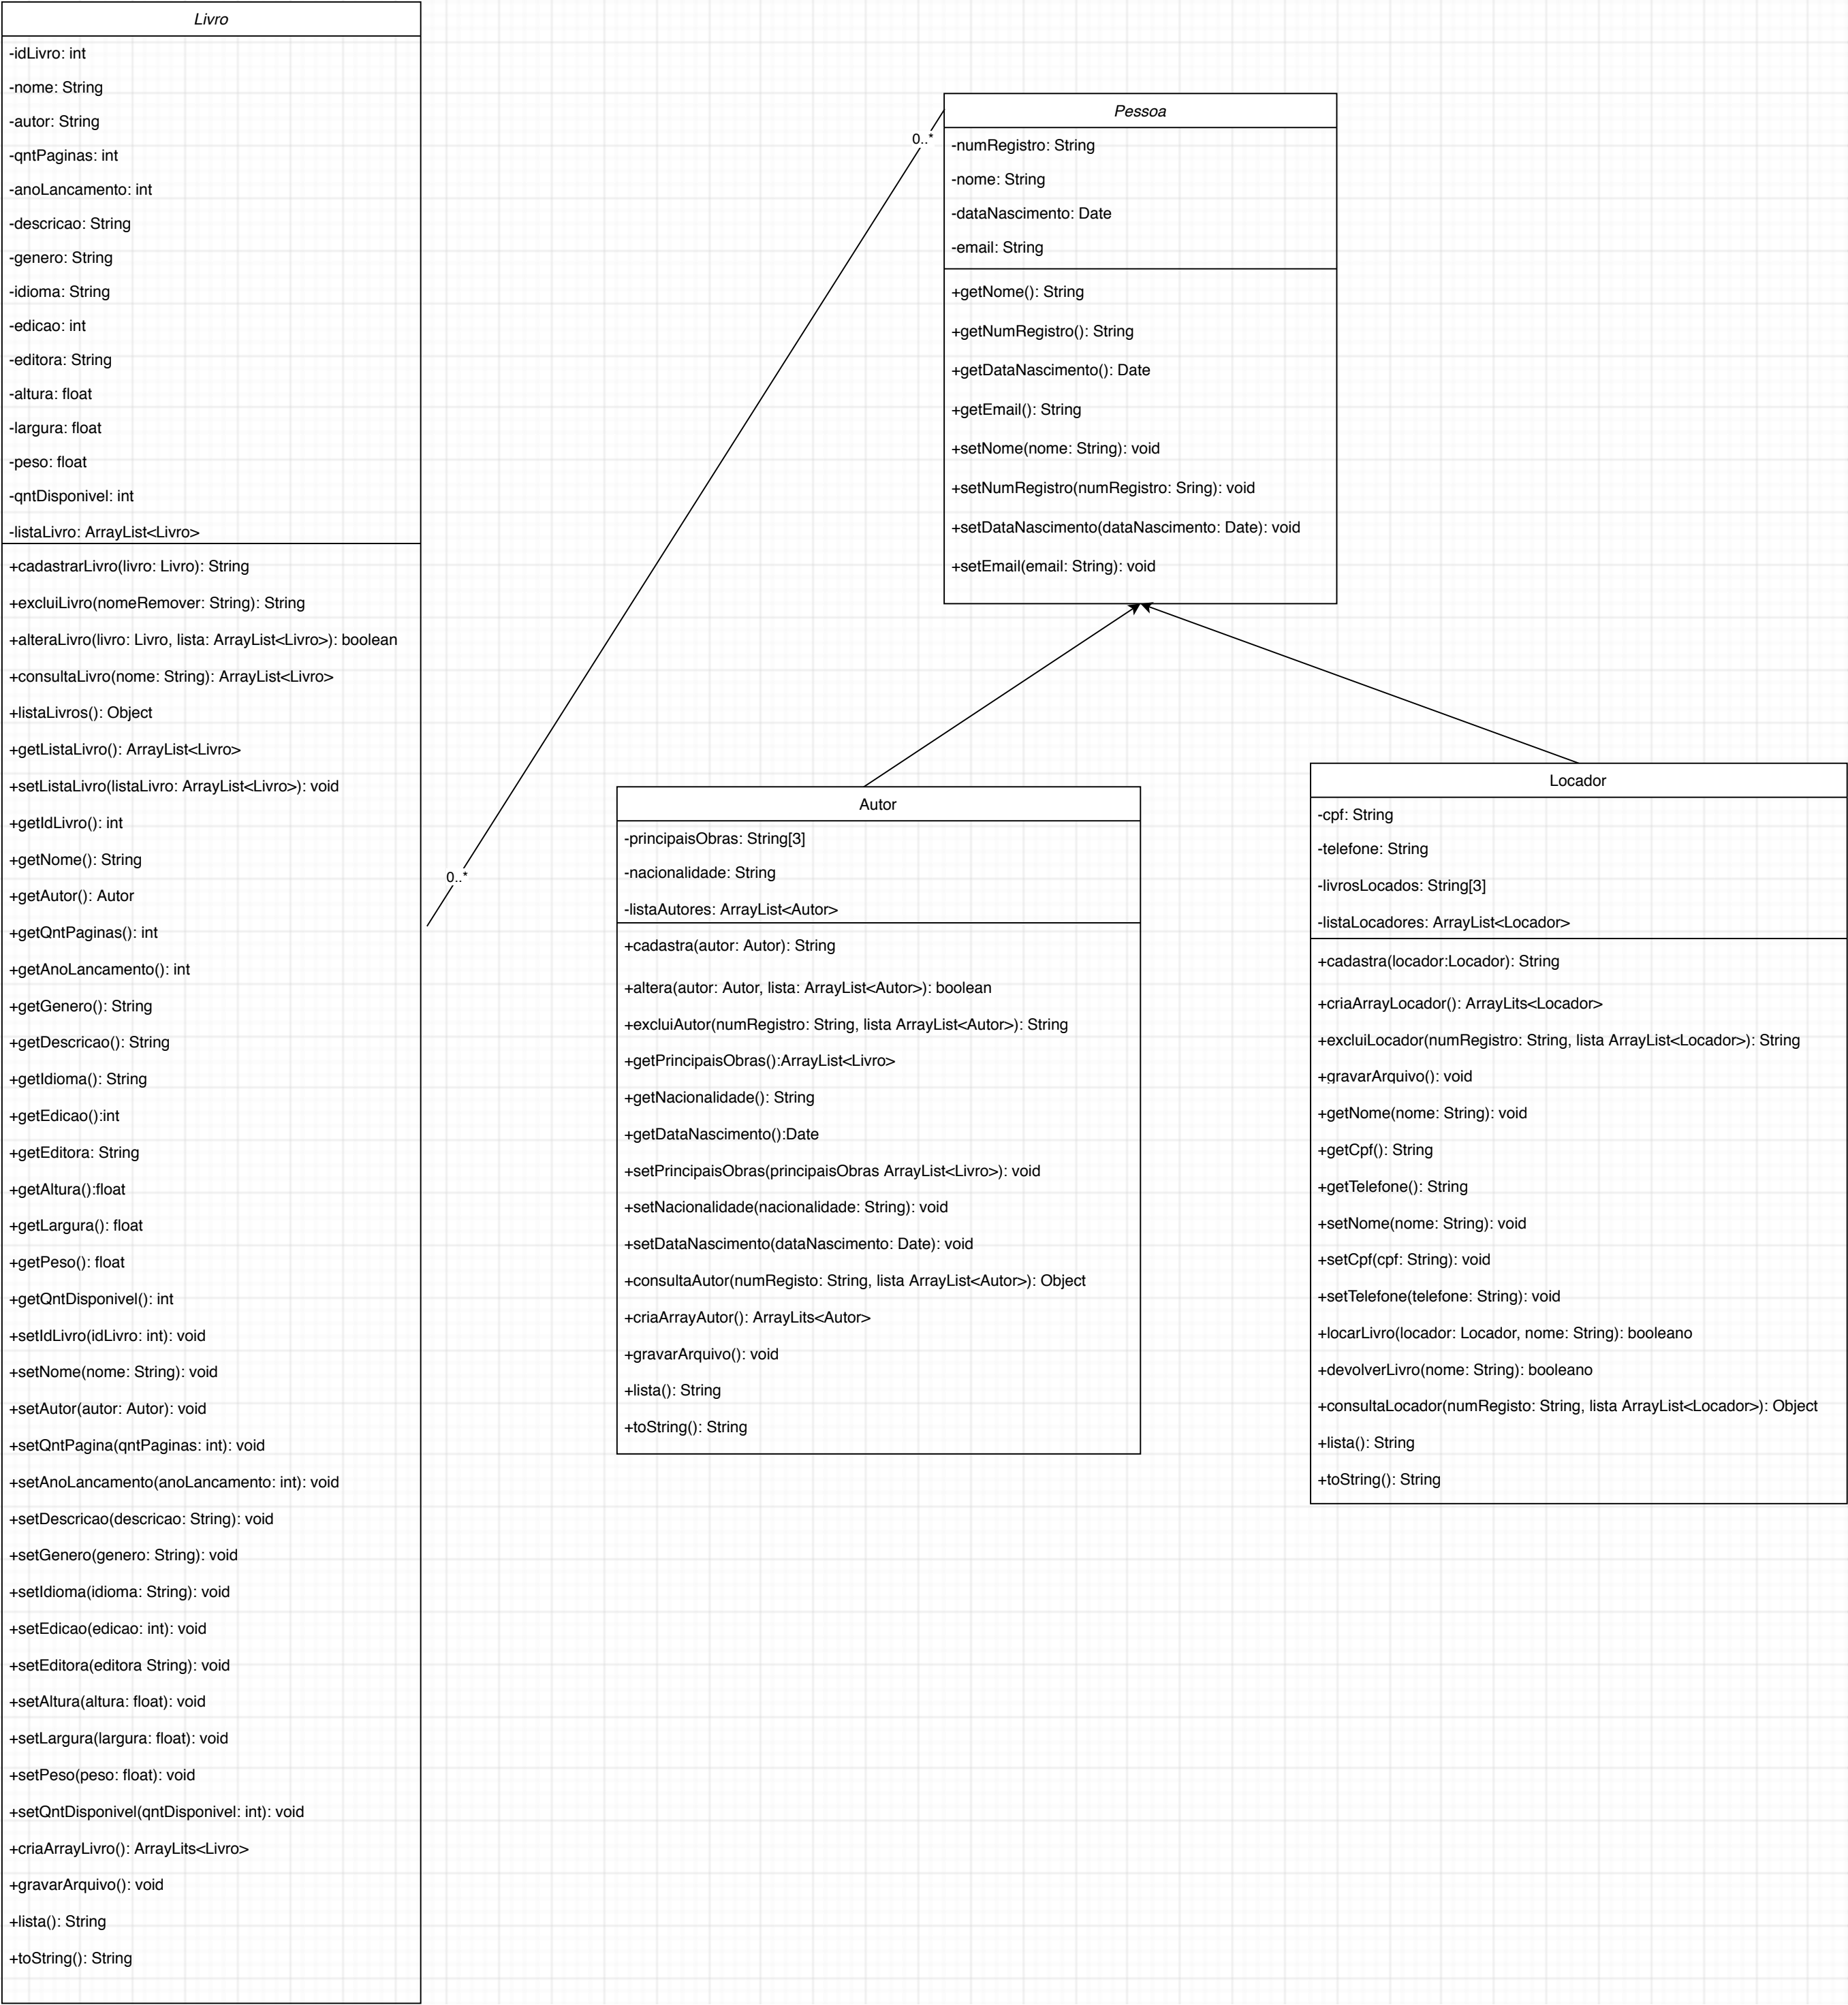 Livro
-idLivro: int
-nome: String
-autor: String
-qntPaginas: int
-anoLancamento: int
-descricao: String
-genero: String
-idioma: String
-edicao: int
-editora: String
-altura: float
-largura: float
-peso: float
-qntDisponivel: int
-listaLivro: ArrayList<Livro>
+cadastrarLivro(livro: Livro): String
+excluiLivro(nomeRemover: String): String
+alteraLivro(livro: Livro, lista: ArrayList<Livro>): boolean
+consultaLivro(nome: String): ArrayList<Livro>
+listaLivros(): Object
+getListaLivro(): ArrayList<Livro>
+setListaLivro(listaLivro: ArrayList<Livro>): void
+getIdLivro(): int
+getNome(): String
+getAutor(): Autor
+getQntPaginas(): int
+getAnoLancamento(): int
+getGenero(): String
+getDescricao(): String
+getIdioma(): String
+getEdicao():int
+getEditora: String
+getAltura():float
+getLargura(): float
+getPeso(): float
+getQntDisponivel(): int
+setIdLivro(idLivro: int): void
+setNome(nome: String): void
+setAutor(autor: Autor): void
+setQntPagina(qntPaginas: int): void
+setAnoLancamento(anoLancamento: int): void
+setDescricao(descricao: String): void
+setGenero(genero: String): void
+setIdioma(idioma: String): void
+setEdicao(edicao: int): void
+setEditora(editora String): void
+setAltura(altura: float): void
+setLargura(largura: float): void
+setPeso(peso: float): void
+setQntDisponivel(qntDisponivel: int): void
+criaArrayLivro(): ArrayLits<Livro>
+gravarArquivo(): void
+lista(): String
+toString(): String
0..*
0..*
Pessoa
-numRegistro: String
-nome: String
-dataNascimento: Date
-email: String
+getNome(): String
+getNumRegistro(): String
+getDataNascimento(): Date
+getEmail(): String
+setNome(nome: String): void
+setNumRegistro(numRegistro: Sring): void
+setDataNascimento(dataNascimento: Date): void
+setEmail(email: String): void
Autor
-principaisObras: String[3]
-nacionalidade: String
-listaAutores: ArrayList<Autor>
+cadastra(autor: Autor): String
+altera(autor: Autor, lista: ArrayList<Autor>): boolean
+excluiAutor(numRegistro: String, lista ArrayList<Autor>): String
+getPrincipaisObras():ArrayList<Livro>
+getNacionalidade(): String
+getDataNascimento():Date
+setPrincipaisObras(principaisObras ArrayList<Livro>): void
+setNacionalidade(nacionalidade: String): void
+setDataNascimento(dataNascimento: Date): void
+consultaAutor(numRegisto: String, lista ArrayList<Autor>): Object
+criaArrayAutor(): ArrayLits<Autor>
+gravarArquivo(): void
+lista(): String
+toString(): String
Locador
-cpf: String
-telefone: String
-livrosLocados: String[3]
-listaLocadores: ArrayList<Locador>
+cadastra(locador:Locador): String
+criaArrayLocador(): ArrayLits<Locador>
+excluiLocador(numRegistro: String, lista ArrayList<Locador>): String
+gravarArquivo(): void
+getNome(nome: String): void
+getCpf(): String
+getTelefone(): String
+setNome(nome: String): void
+setCpf(cpf: String): void
+setTelefone(telefone: String): void
+locarLivro(locador: Locador, nome: String): booleano
+devolverLivro(nome: String): booleano
+consultaLocador(numRegisto: String, lista ArrayList<Locador>): Object
+lista(): String
+toString(): String